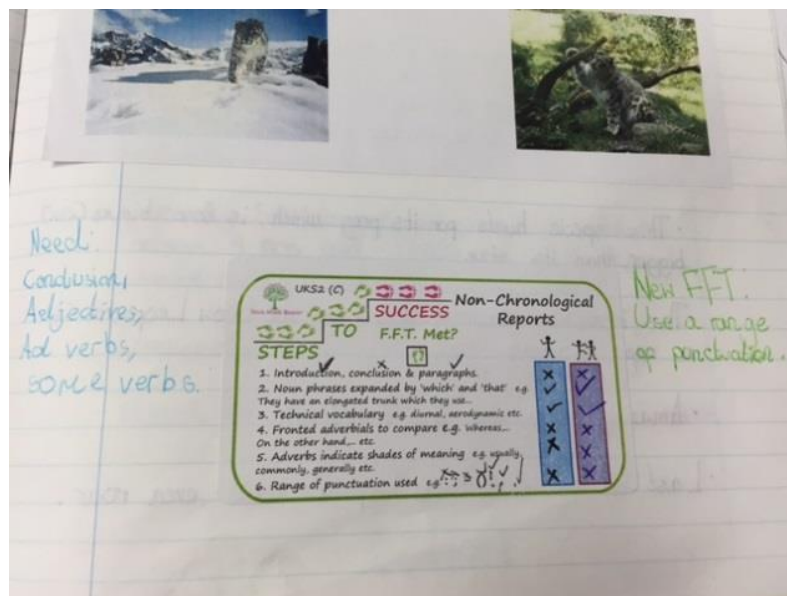 Need:
Conclusion,
Adjectives,
Ad verbs,
some verbs.
UKS2 (C)
STEPS TO SUCCESS
Non-Chronological
Reports
F.F.T. Met?
1. Introduction, conclusion & paragraphs.
2. Noun phrases expanded by 'which' and 'that' e.g.
They have an elongated trunk which they use...
3. Technical vocabulary e.g. diurnal, aerodynamic etc.
4. Fronted adverbials to compare e.g. Whereas...
On the other hand,... etc.
5. Adverbs indicate shades of meaning e.g. usually,
commonly, generally etc.
6. Range of punctuation used e.g.
New FFT:
Use a range
of punctuation.